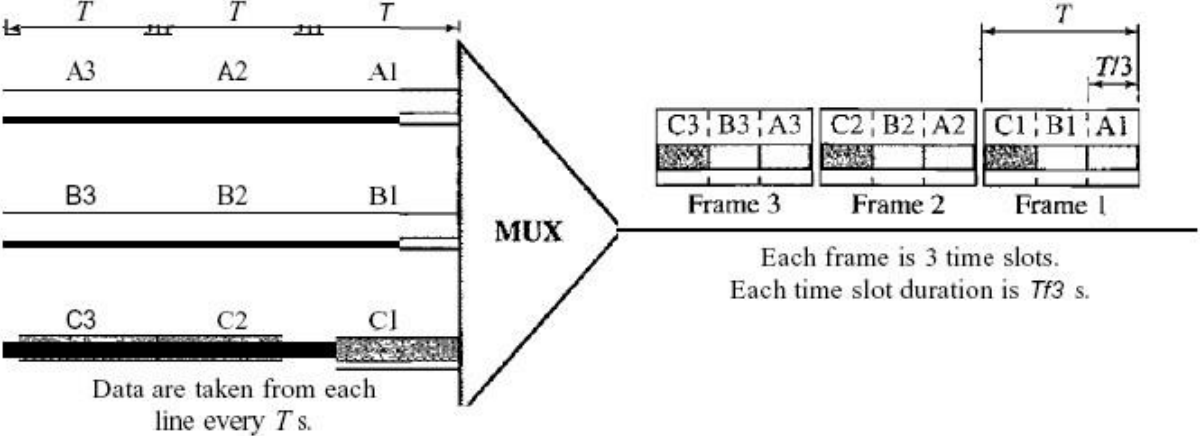 T T T
A3 A2 A1
B3 B2 B1
C3 C2 C1
Data are taken from each
line every T s.
MUX
T
T/3
C3 B3 A3 C2 B2 A2 C1 B1 A1
Frame 3 Frame 2 Frame 1
Each frame is 3 time slots.
Each time slot duration is Tf3 s.